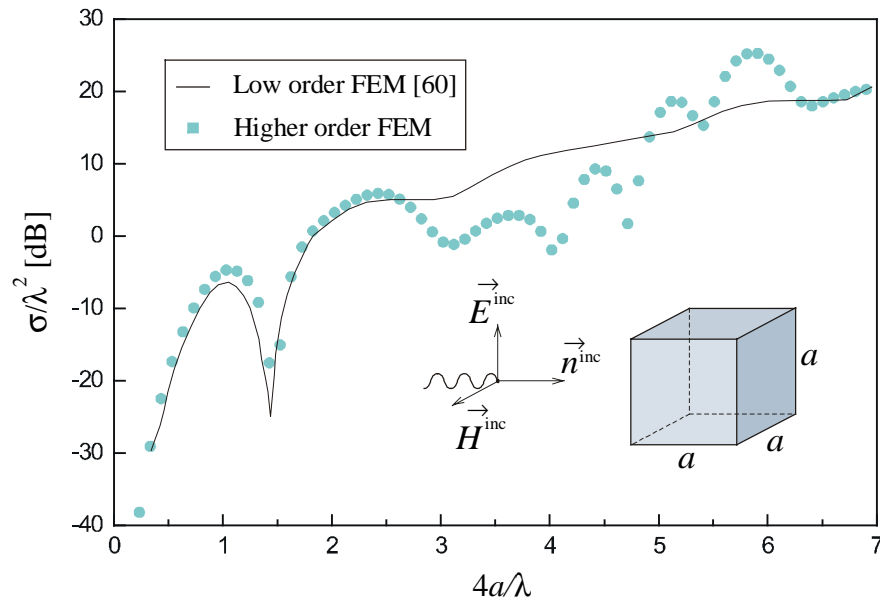 30
20
10
0
-10
-20
-30
-40
σ/λ² [dB]
Low order FEM [60]
Higher order FEM
E inc
n inc
H inc
a
a
a
0 1 2 3 4 5 6 7
4a/λ